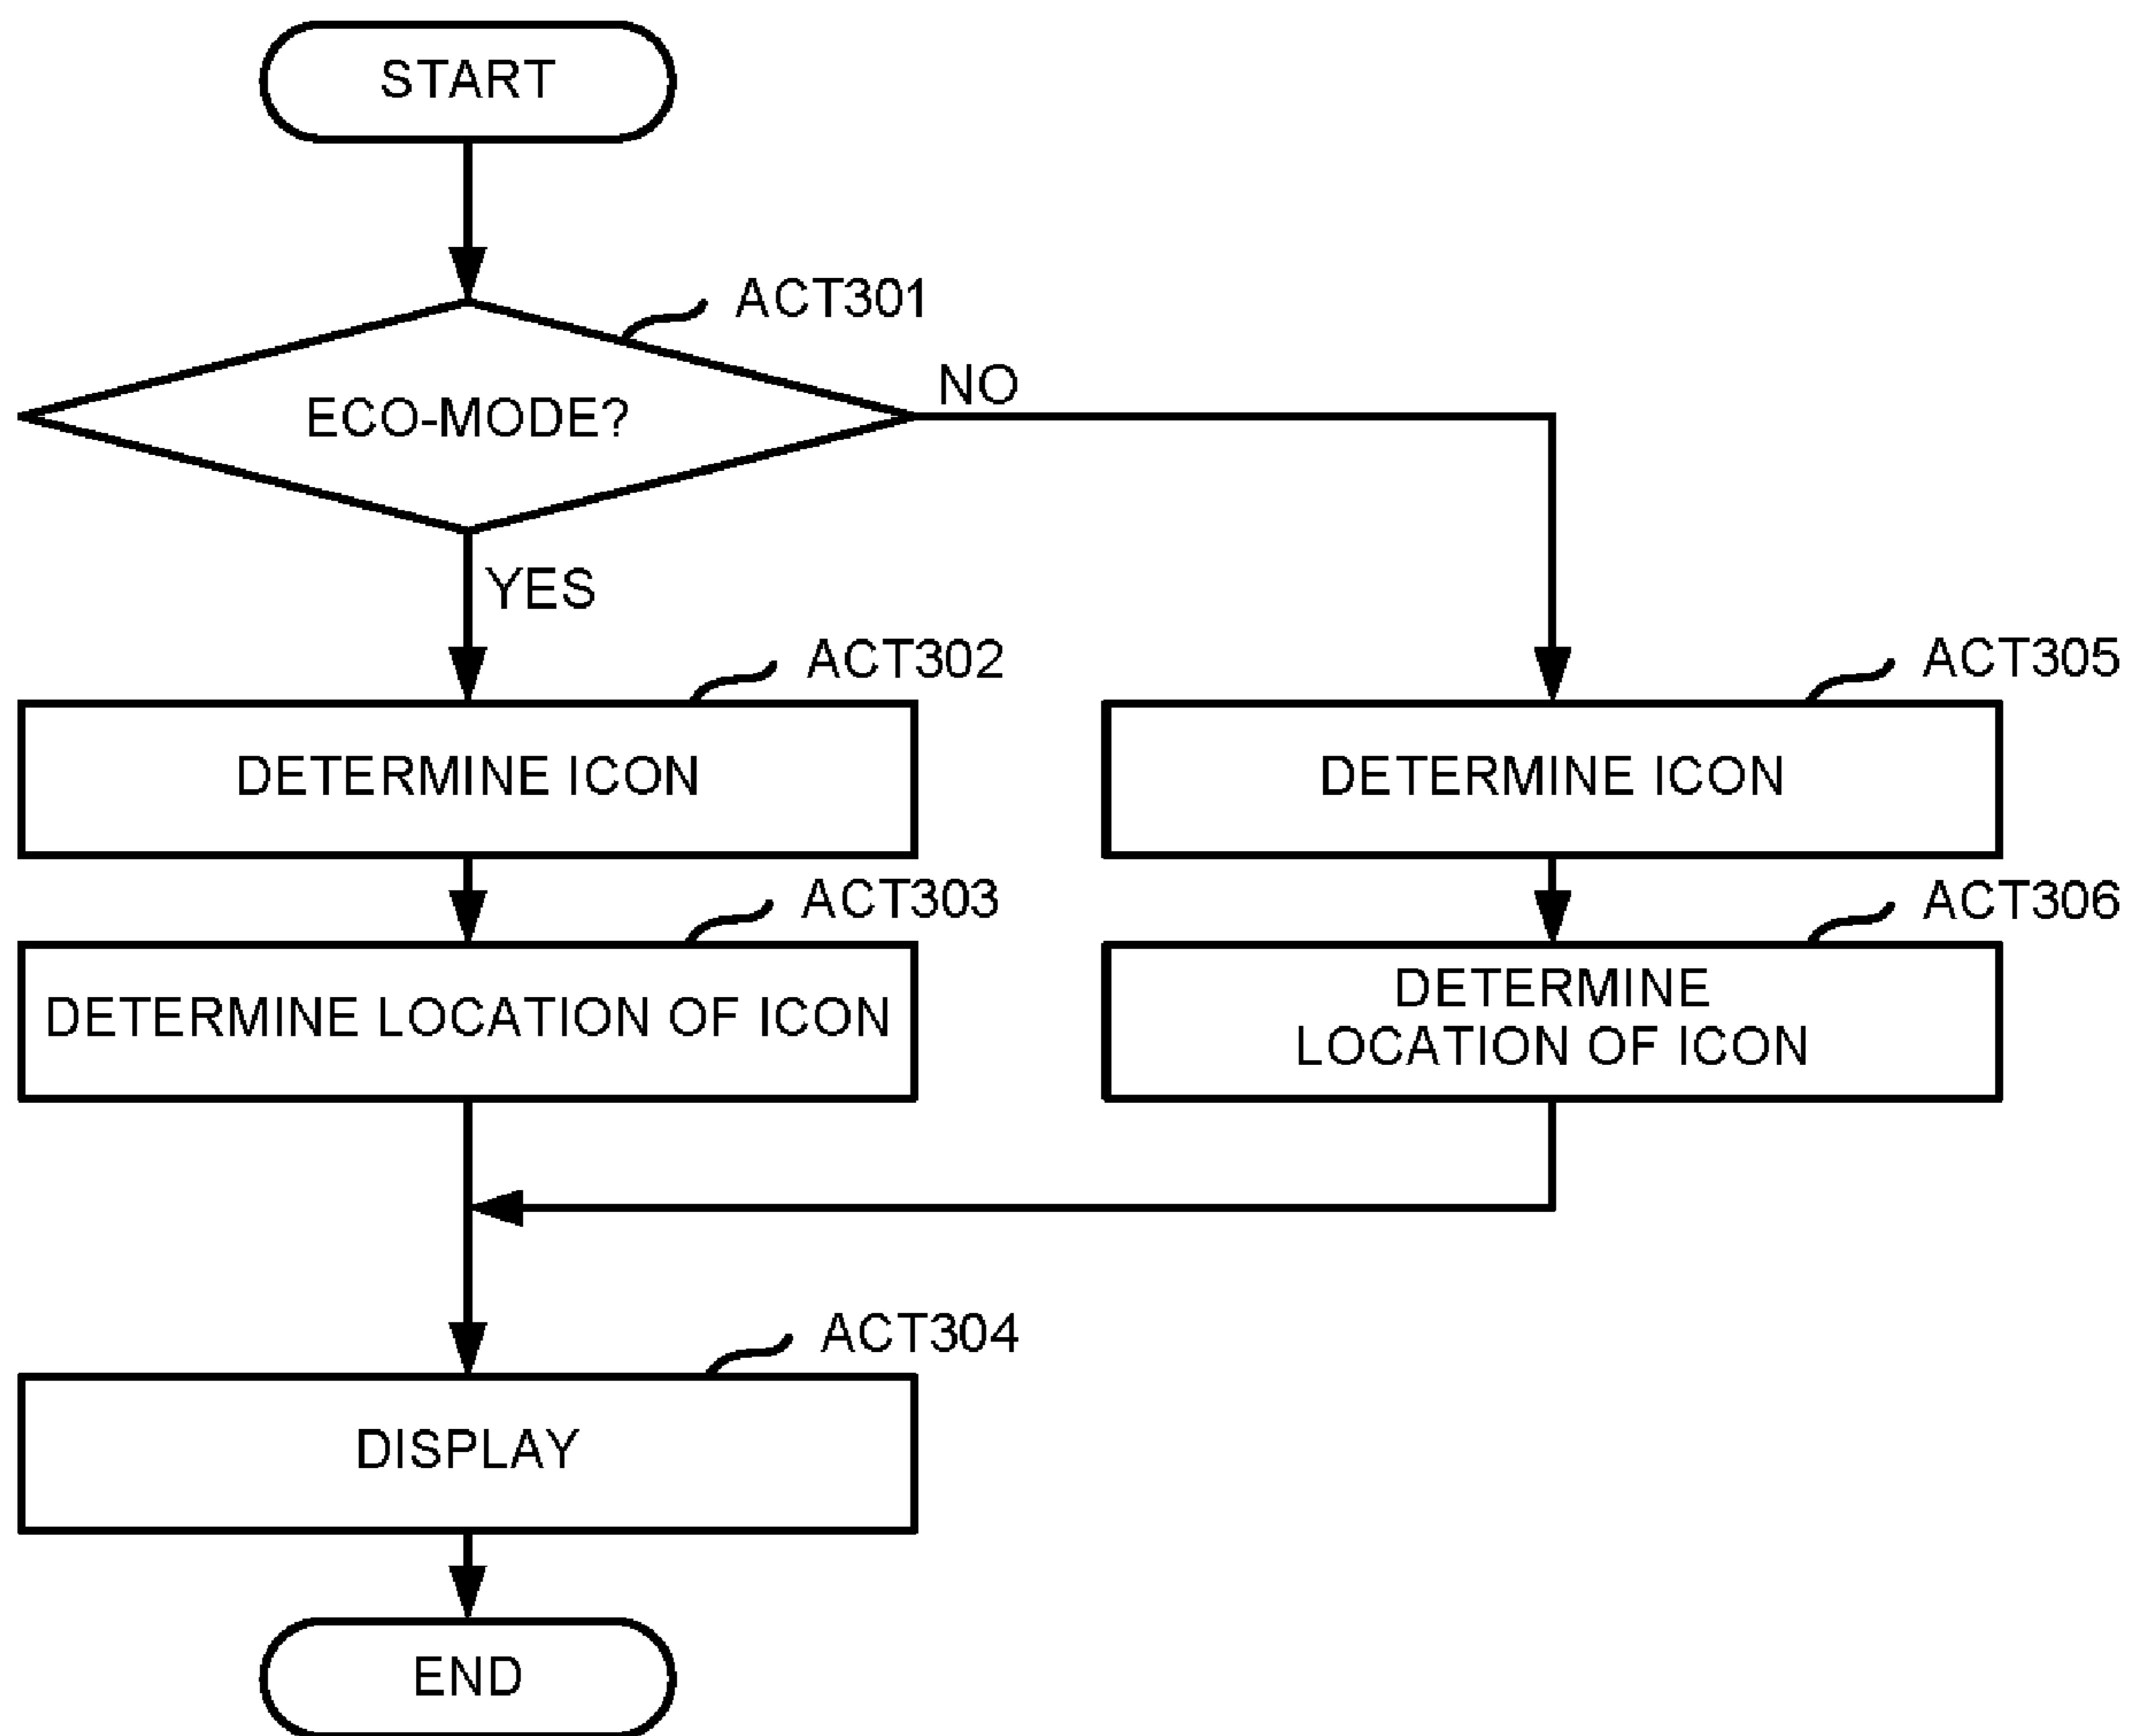 START
ACT301
ECO-MODE?
NO
YES
ACT302
DETERMINE ICON
ACT305
DETERMINE ICON
ACT303
DETERMINE LOCATION OF ICON
ACT306
DETERMINE
LOCATION OF ICON
ACT304
DISPLAY
END